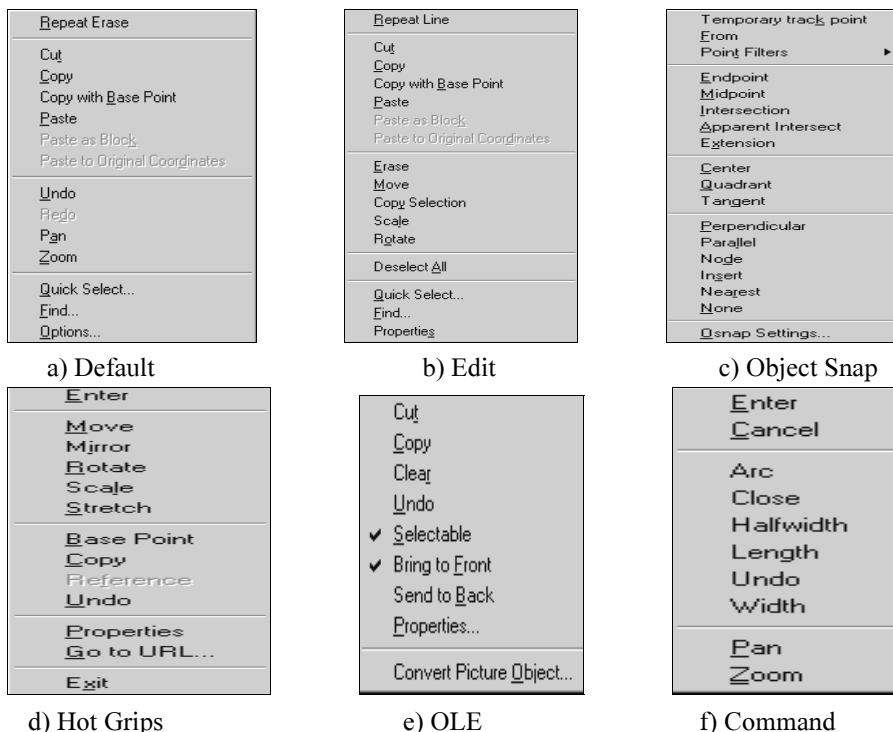 Repeat Erase
Cut
Copy
Copy with Base Point
Paste
Paste as Block
Paste to Original Coordinates
Undo
Redo
Pan
Zoom
Quick Select...
Find...
Options...
a) Default
Repeat Line
Cut
Copy
Copy with Base Point
Paste
Paste as Block
Paste to Original Coordinates
Erase
Move
Copy Selection
Scale
Rotate
Deselect All
Quick Select...
Find...
Properties
b) Edit
Temporary track point
From
Point Filters
Endpoint
Midpoint
Intersection
Apparent Intersect
Extension
Center
Quadrant
Tangent
Perpendicular
Parallel
Node
Insert
Nearest
None
Osnap Settings...
c) Object Snap
Enter
Move
Mirror
Rotate
Scale
Stretch
Base Point
Copy
Reference
Undo
Properties
Go to URL...
Exit
d) Hot Grips
Cut
Copy
Clear
Undo
Selectable
Bring to Front
Send to Back
Properties...
Convert Picture Object...
e) OLE
Enter
Cancel
Arc
Close
Halfwidth
Length
Undo
Width
Pan
Zoom
f) Command